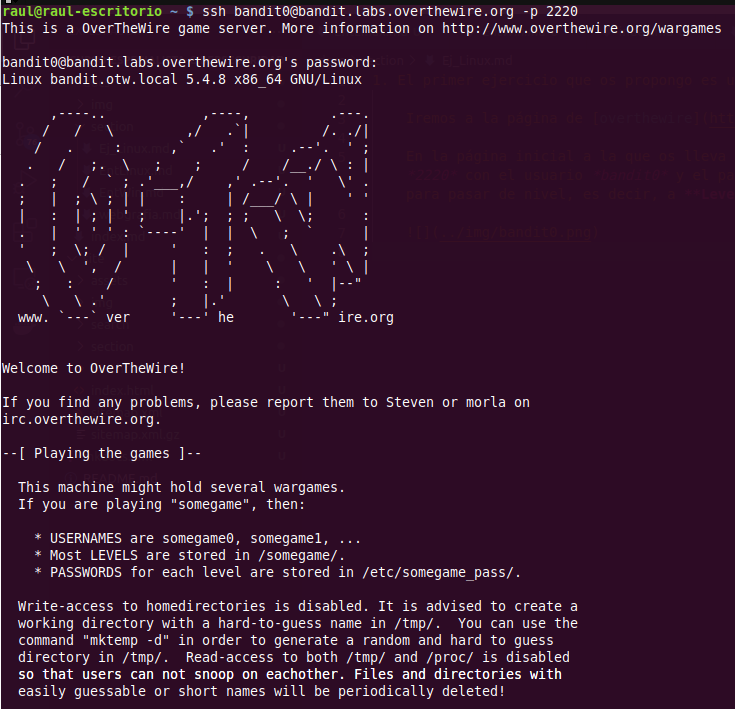 raul@raul-escritorio ~ $ ssh bandit0@bandit.labs.overthewire.org -p 2220
This is a OverTheWire game server. More information on http://www.overthewire.org/wargames
bandit0@bandit.labs.overthewire.org's password:
Linux bandit.otw.local 5.4.8 x86_64 GNU/Linux
www. `---` ver '---' he '---" ire.org
Welcome to OverTheWire!
If you find any problems, please report them to Steven or morla on
irc.overthewire.org.
--[ Playing the games ]--
This machine might hold several wargames.
If you are playing "somegame", then:
* USERNAMES are somegame0, somegame1, ...
* Most LEVELS are stored in /somegame/.
* PASSWORDS for each level are stored in /etc/somegame_pass/.
Write-access to homedirectories is disabled. It is advised to create a
working directory with a hard-to-guess name in /tmp/.  You can use the
command "mktemp -d" in order to generate a random and hard to guess
directory in /tmp/.  Read-access to both /tmp/ and /proc/ is disabled
so that users can not snoop on eachother. Files and directories with
easily guessable or short names will be periodically deleted!